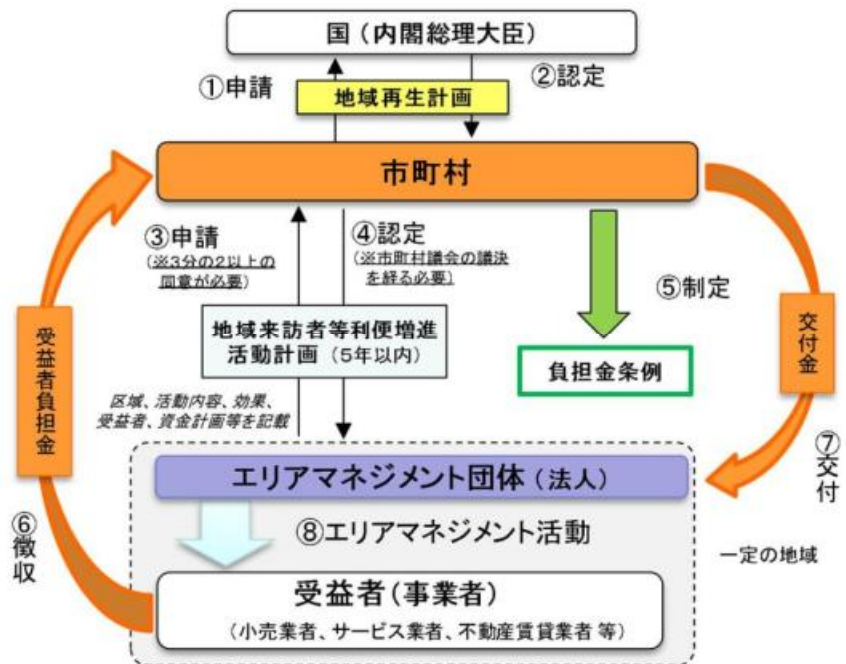 国（内閣総理大臣）
①申請
②認定
地域再生計画
市町村
③申請
（※3分の2以上の
同意が必要）
④認定
（※市町村議会の議決
を経る必要）
⑤制定
地域来訪者等利便増進
活動計画（5年以内）
負担金条例
区域、活動内容、効果、
受益者、資金計画等を記載
受益者負担金
交付金
⑦交付
エリアマネジメント団体（法人）
⑧エリアマネジメント活動
⑥徴収
一定の地域
受益者（事業者）
（小売業者、サービス業者、不動産賃貸業者 等）